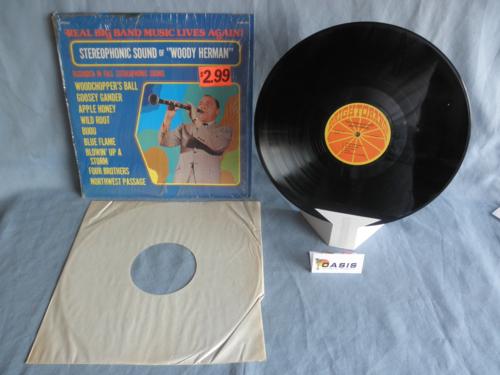 REAL BIG BAND MUSIC LIVES AGAIN!
STEREOPHONIC SOUND OF "WOODY HERMAN"
RECORDED IN FULL STEREOPHONIC SOUND
$2.99
WOODCHOPPER'S BALL
GOOSEY GANDER
APPLE HONEY
WILD ROOT
BIJOU
BLUE FLAME
BLOWIN' UP A
STORM
FOUR BROTHERS
NORTHWEST PASSAGE
BRIGHTORANGE
OASIS